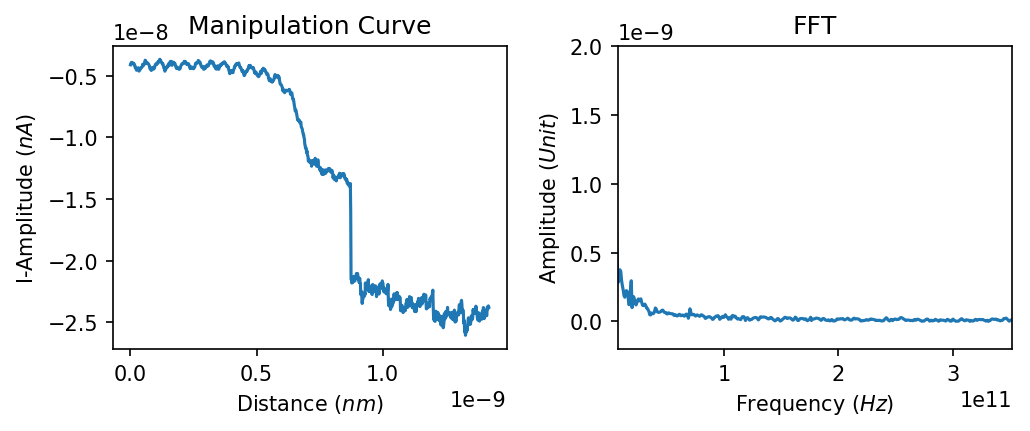 Manipulation Curve
1e−8
−0.5
−1.0
−1.5
−2.0
−2.5
I-Amplitude (nA)
0.0
0.5
1.0
1e−9
Distance (nm)
FFT
1e−9
2.0
1.5
1.0
0.5
0.0
Amplitude (Unit)
1
2
3
1e11
Frequency (Hz)